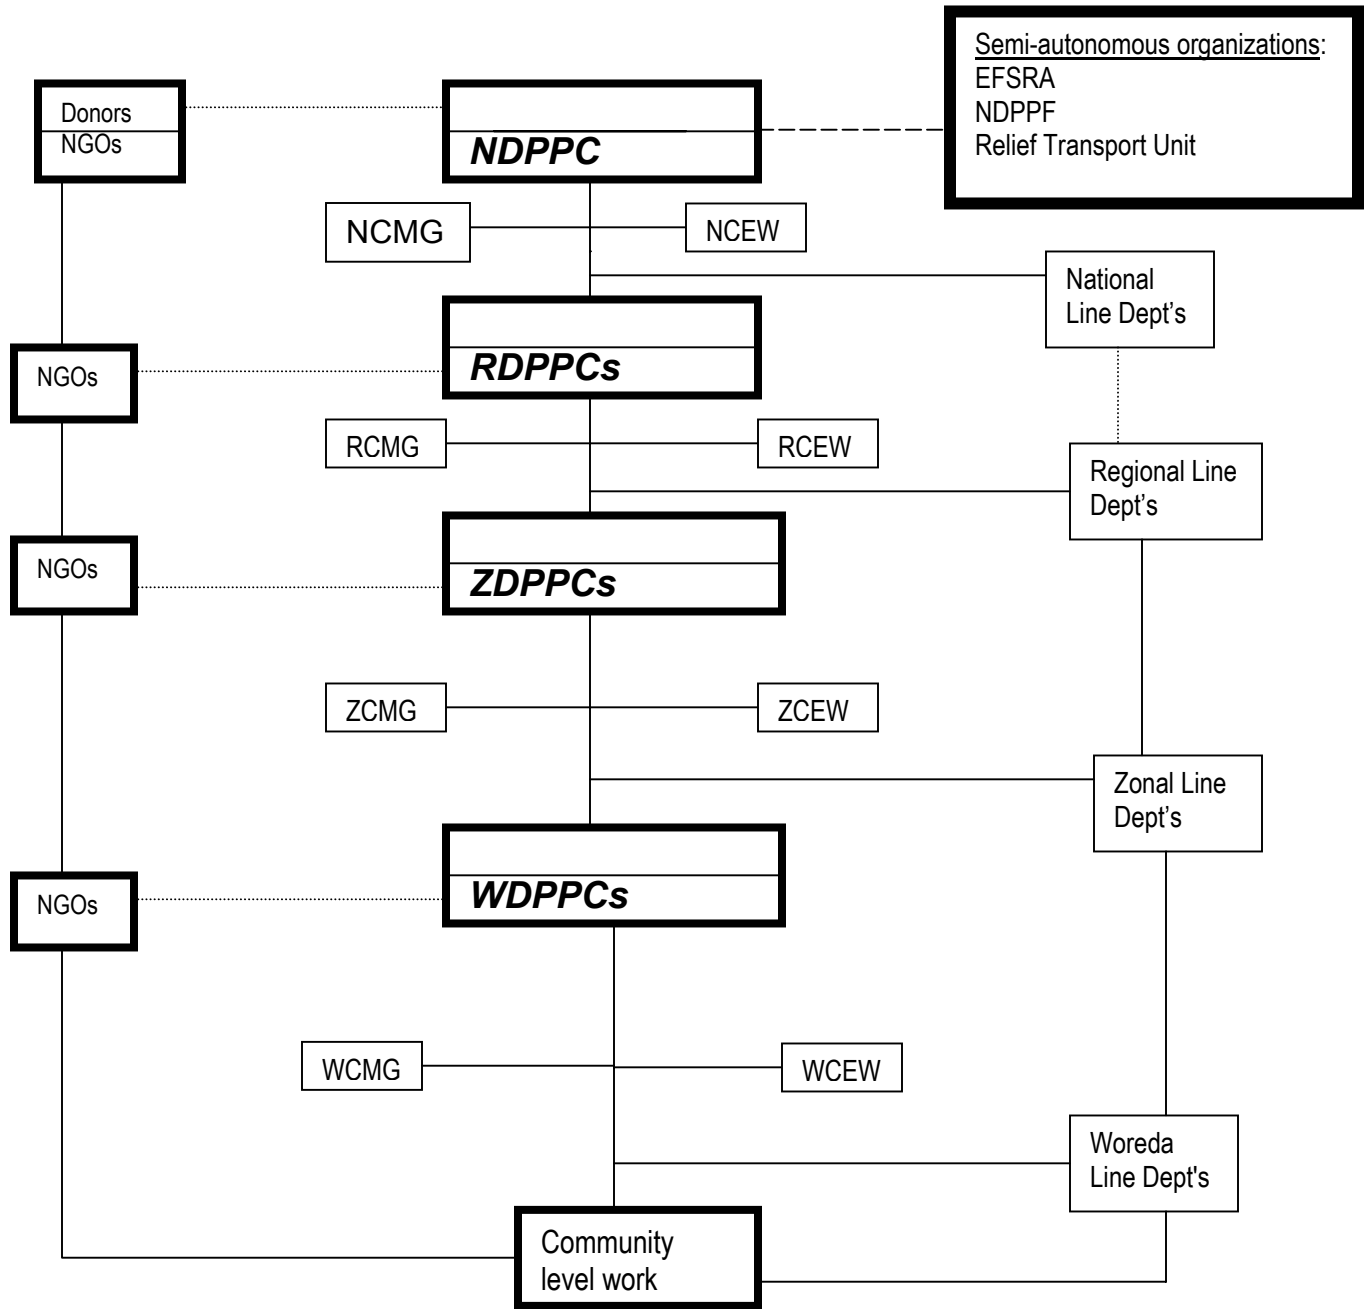 Semi-autonomous organizations:
EFSRA
NDPPF
Relief Transport Unit
Donors
NGOs
NDPPC
NCMG
NCEW
National
Line Dept’s
RDPPCs
NGOs
RCMG
RCEW
Regional Line
Dept’s
NGOs
ZDPPCs
ZCMG
ZCEW
Zonal Line
Dept’s
NGOs
WDPPCs
WCMG
WCEW
Woreda
Line Dept's
Community
level work